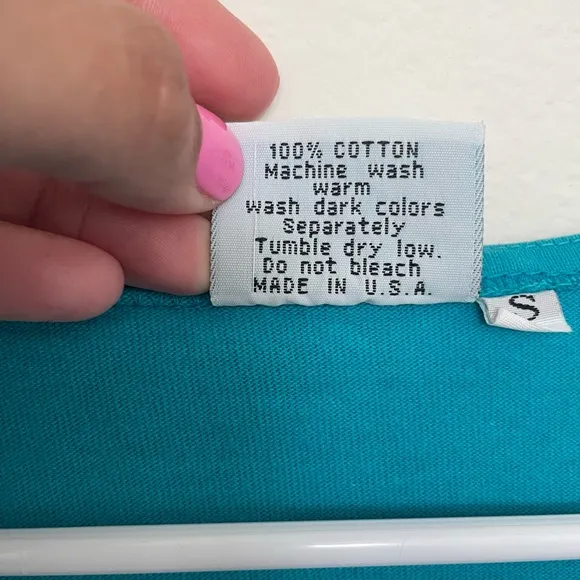 100% COTTON
Machine wash
warm
wash dark colors
Separately
Tumble dry low.
Do not bleach
MADE IN U.S.A.
S